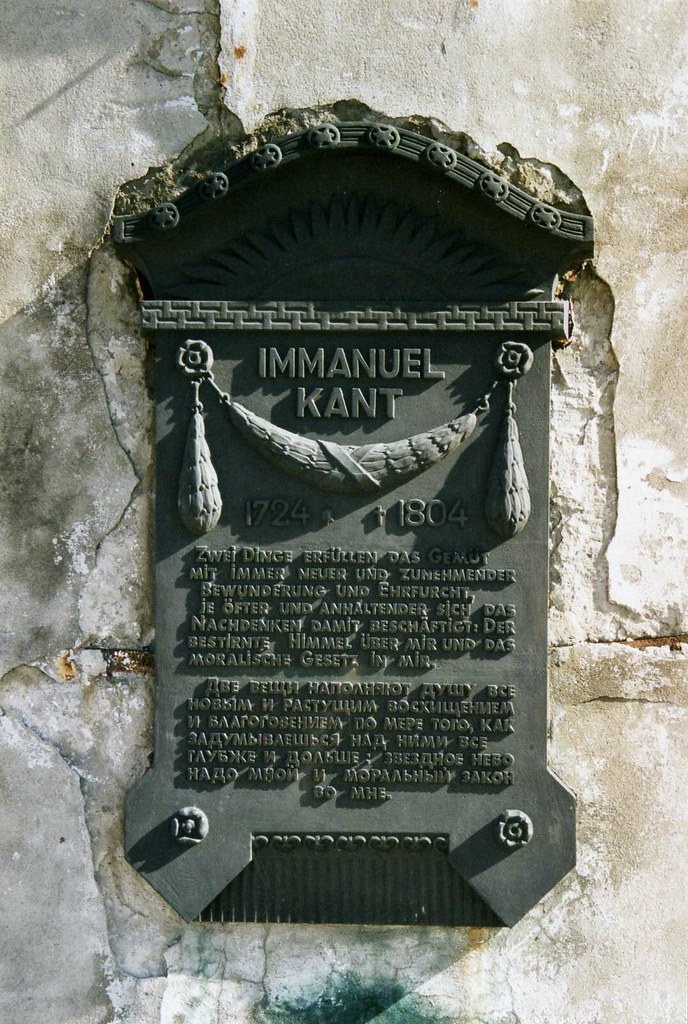 IMMANUEL
KANT
1724 † 1804
ZWEI DINGE ERFÜLLEN DAS GEMÜT
MIT IMMER NEUER UND ZUNEHMENDER
BEWUNDERUNG UND EHRFURCHT,
JE ÖFTER UND ANHALTENDER SICH DAS
NACHDENKEN DAMIT BESCHÄFTIGT: DER
BESTIRNTE HIMMEL ÜBER MIR UND DAS
MORALISCHE GESETZ IN MIR.
ДВЕ ВЕЩИ НАПОЛНЯЮТ ДУШУ ВСЕ
НОВЫМ И РАСТУЩИМ ВОСХИЩЕНИЕМ
И БЛАГОГОВЕНИЕМ ПО МЕРЕ ТОГО, КАК
ЗАДУМЫВАЕШЬСЯ НАД НИМИ ВСЕ
ГЛУБЖЕ И ДОЛЬШЕ: ЗВЕЗДНОЕ НЕБО
НАДО МНОЙ И МОРАЛЬНЫЙ ЗАКОН
ВО МНЕ.